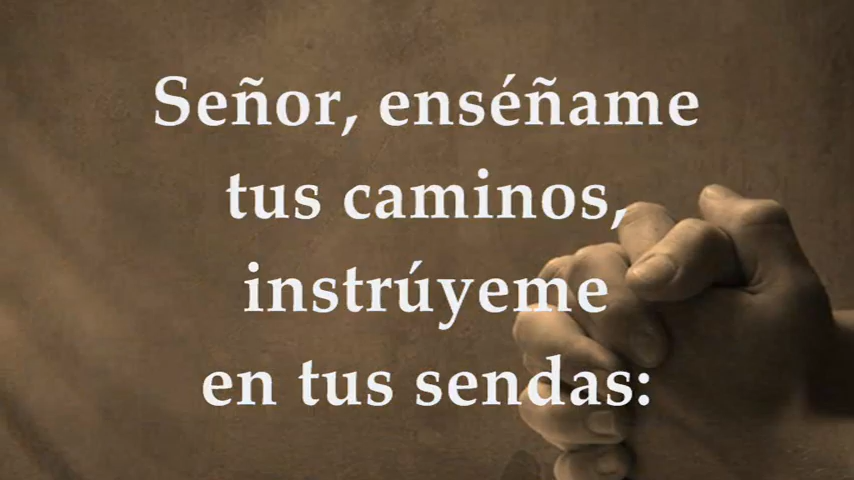 Señor, enséñame
tus caminos,
instrúyeme
en tus sendas: